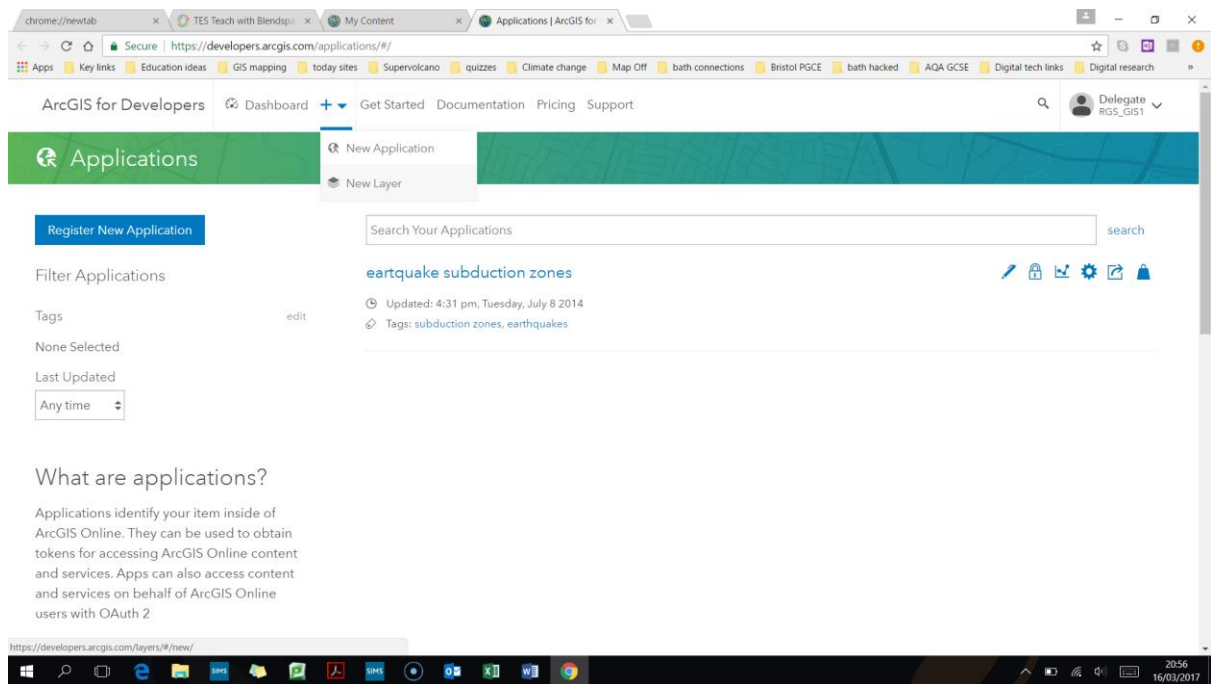 chrome://newtab
TES Teach with Blendspa
My Content
Applications | ArcGIS for
Secure | https://developers.arcgis.com/applications/#/
Apps Key links Education ideas GIS mapping today sites Supervolcano quizzes Climate change Map Off bath connections Bristol PGCE bath hacked AQA GCSE Digital tech links Digital research »
ArcGIS for Developers Dashboard + Get Started Documentation Pricing Support
Delegate
RGS_GIS1
New Application
New Layer
Applications
Register New Application
Search Your Applications
search
Filter Applications
Tags edit
None Selected
Last Updated
Any time
eartquake subduction zones
Updated: 4:31 pm, Tuesday, July 8 2014
Tags: subduction zones, earthquakes
What are applications?
Applications identify your item inside of
ArcGIS Online. They can be used to obtain
tokens for accessing ArcGIS Online content
and services. Apps can also access content
and services on behalf of ArcGIS Online
users with OAuth 2
https://developers.arcgis.com/layers/#/new/
SIMS
SIMS
20:56
16/03/2017